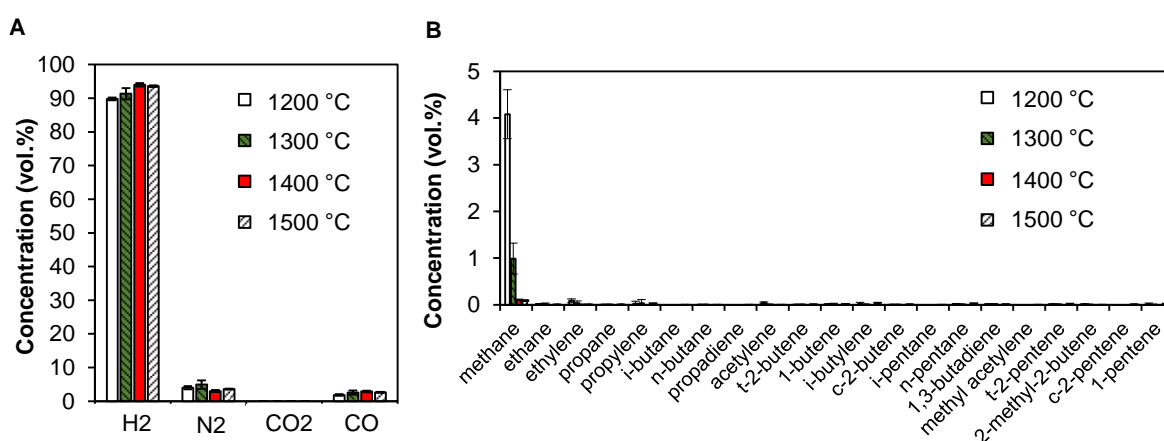 A
Concentration (vol.%)
100
90
80
70
60
50
40
30
20
10
0
1200 °C
1300 °C
1400 °C
1500 °C
H2
N2
CO2
CO
B
Concentration (vol.%)
5
4
3
2
1
0
1200 °C
1300 °C
1400 °C
1500 °C
methane
ethane
ethylene
propane
propylene
i-butane
n-butane
propadiene
acetylene
t-2-butene
1-butene
i-butylene
c-2-butene
i-pentane
n-pentane
1,3-butadiene
methyl acetylene
t-2-pentene
2-methyl-2-butene
c-2-pentene
1-pentene